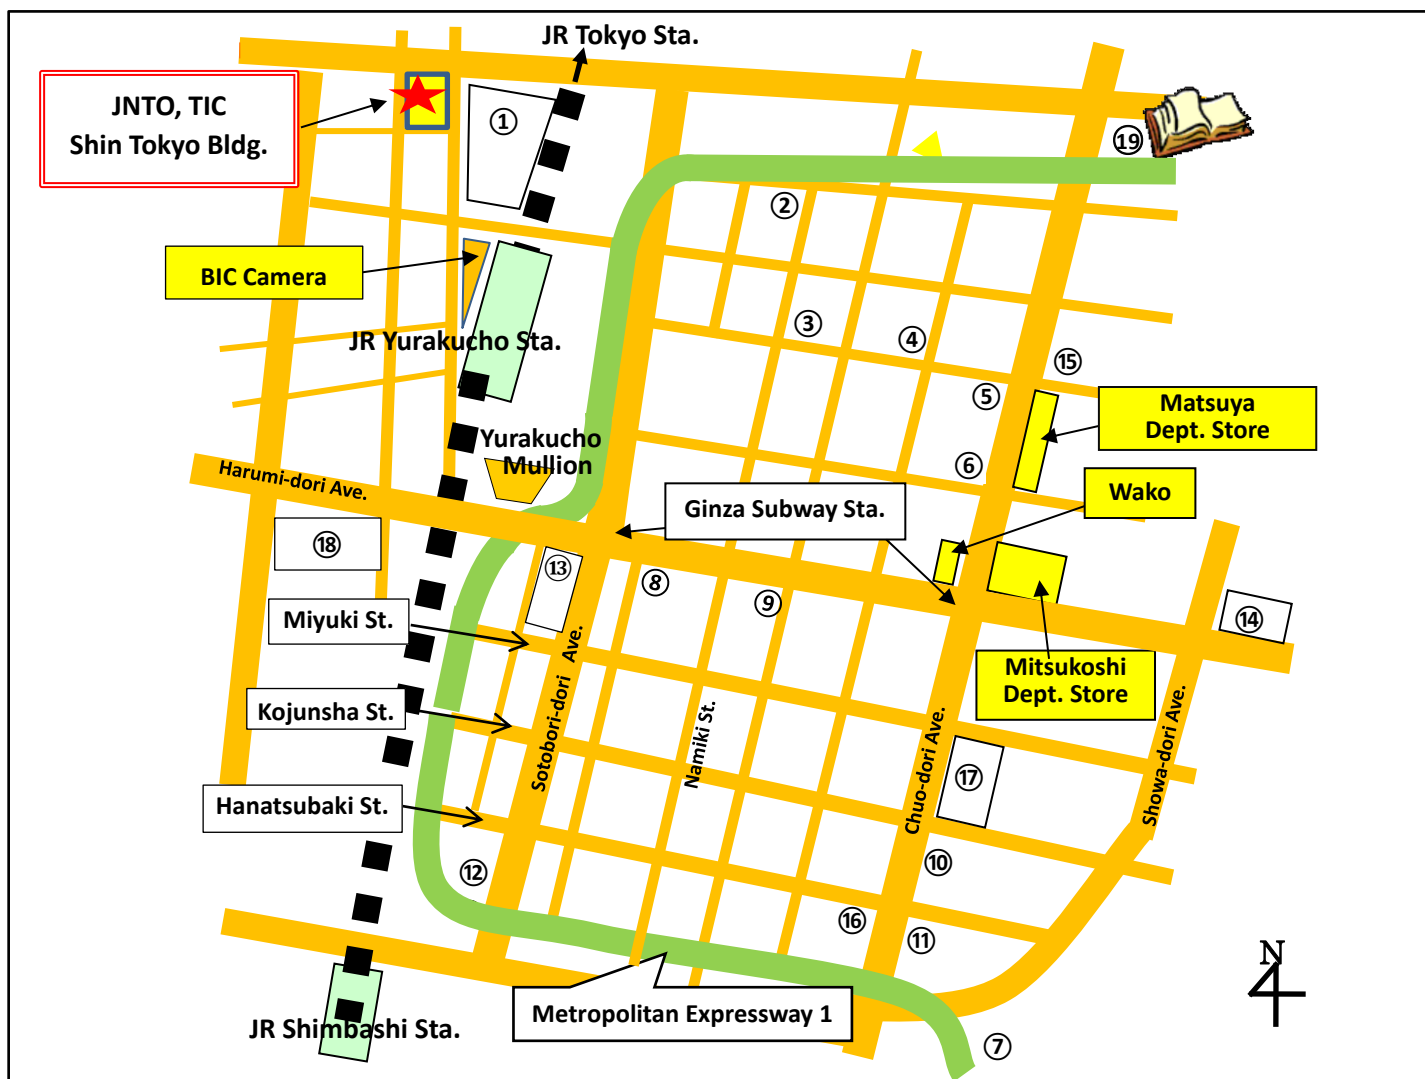 JR Tokyo Sta.
JNTO, TIC
Shin Tokyo Bldg.
①
⑲
②
BIC Camera
③
④
JR Yurakucho Sta.
⑮
⑤
Matsuya
Dept. Store
Yurakucho
Mullion
⑥
Harumi-dori Ave.
Wako
Ginza Subway Sta.
⑱
⑬
⑧
⑨
⑭
Miyuki St.
Mitsukoshi
Dept. Store
Kojunsha St.
Sotobori-dori Ave.
Namiki St.
Chuo-dori Ave.
⑰
Showa-dori Ave.
Hanatsubaki St.
⑩
⑫
⑯
⑪
N
Metropolitan Expressway 1
JR Shimbashi Sta.
⑦